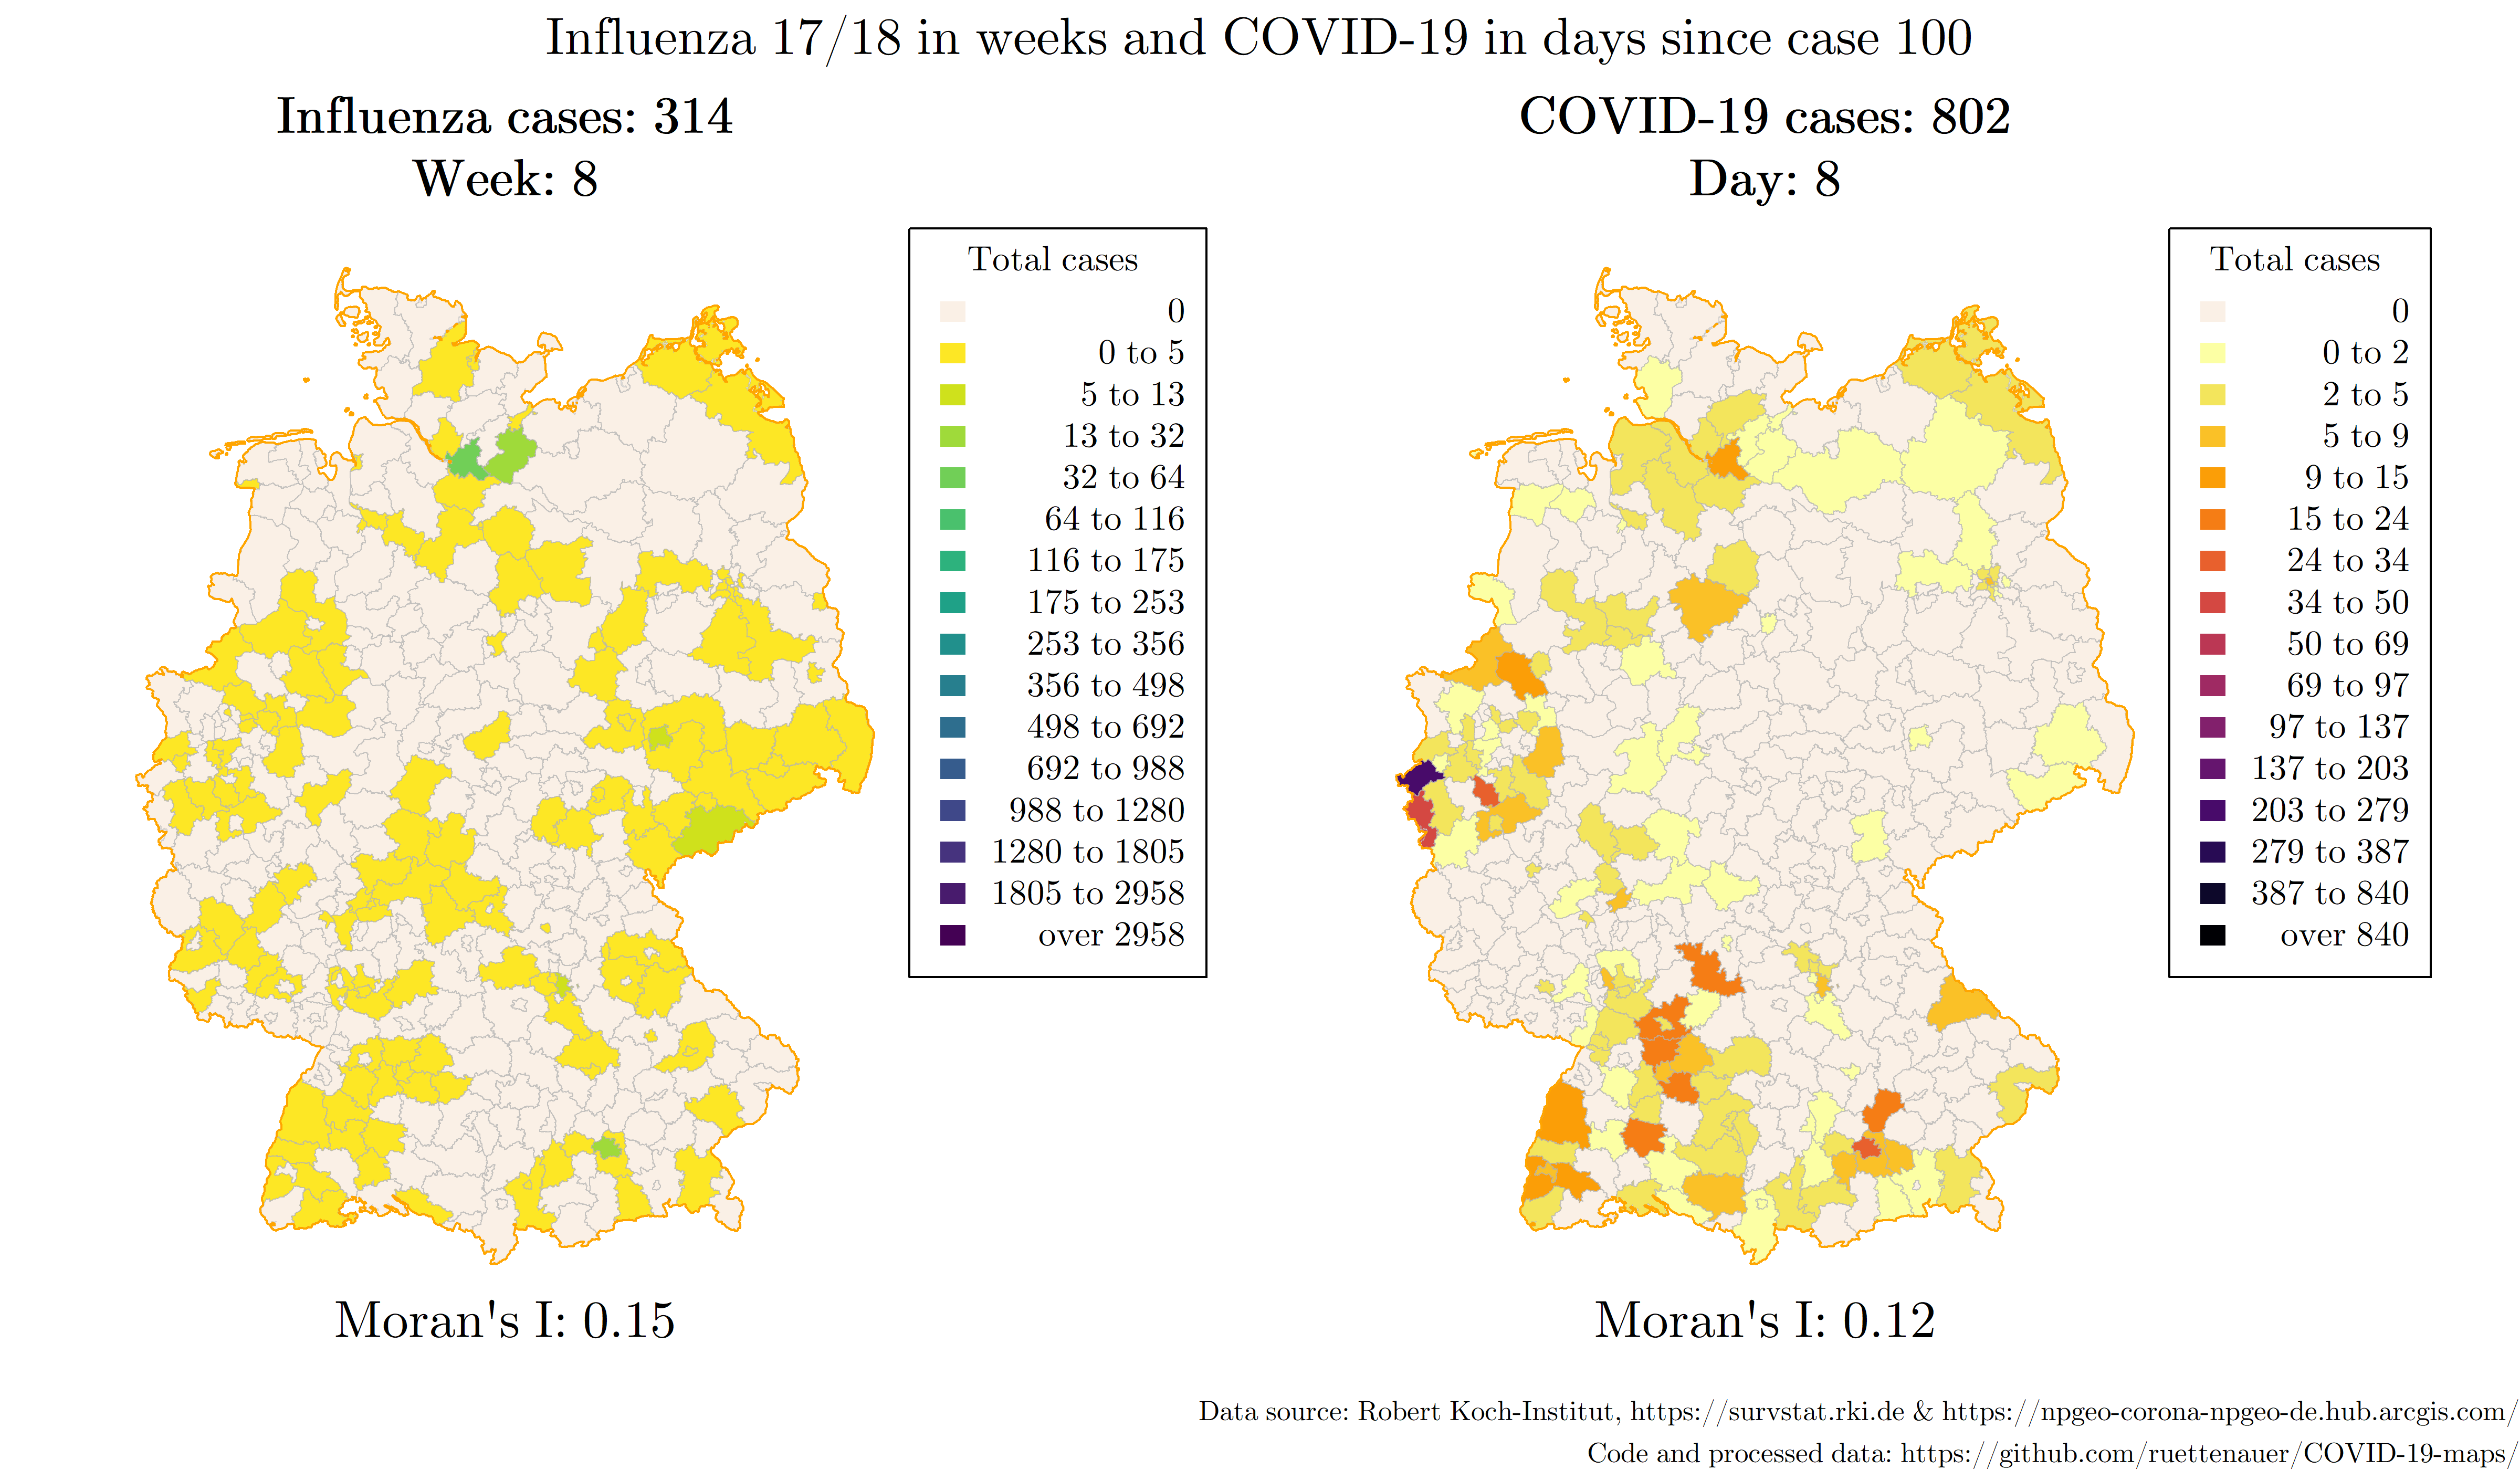 Influenza 17/18 in weeks and COVID-19 in days since case 100
Influenza cases: 314
Week: 8
Total cases
0
0 to 5
5 to 13
13 to 32
32 to 64
64 to 116
116 to 175
175 to 253
253 to 356
356 to 498
498 to 692
692 to 988
988 to 1280
1280 to 1805
1805 to 2958
over 2958
Moran's I: 0.15
COVID-19 cases: 802
Day: 8
Total cases
0
0 to 2
2 to 5
5 to 9
9 to 15
15 to 24
24 to 34
34 to 50
50 to 69
69 to 97
97 to 137
137 to 203
203 to 279
279 to 387
387 to 840
over 840
Moran's I: 0.12
Data source: Robert Koch-Institut, https://survstat.rki.de & https://npgeo-corona-npgeo-de.hub.arcgis.com/
Code and processed data: https://github.com/ruettenauer/COVID-19-maps/